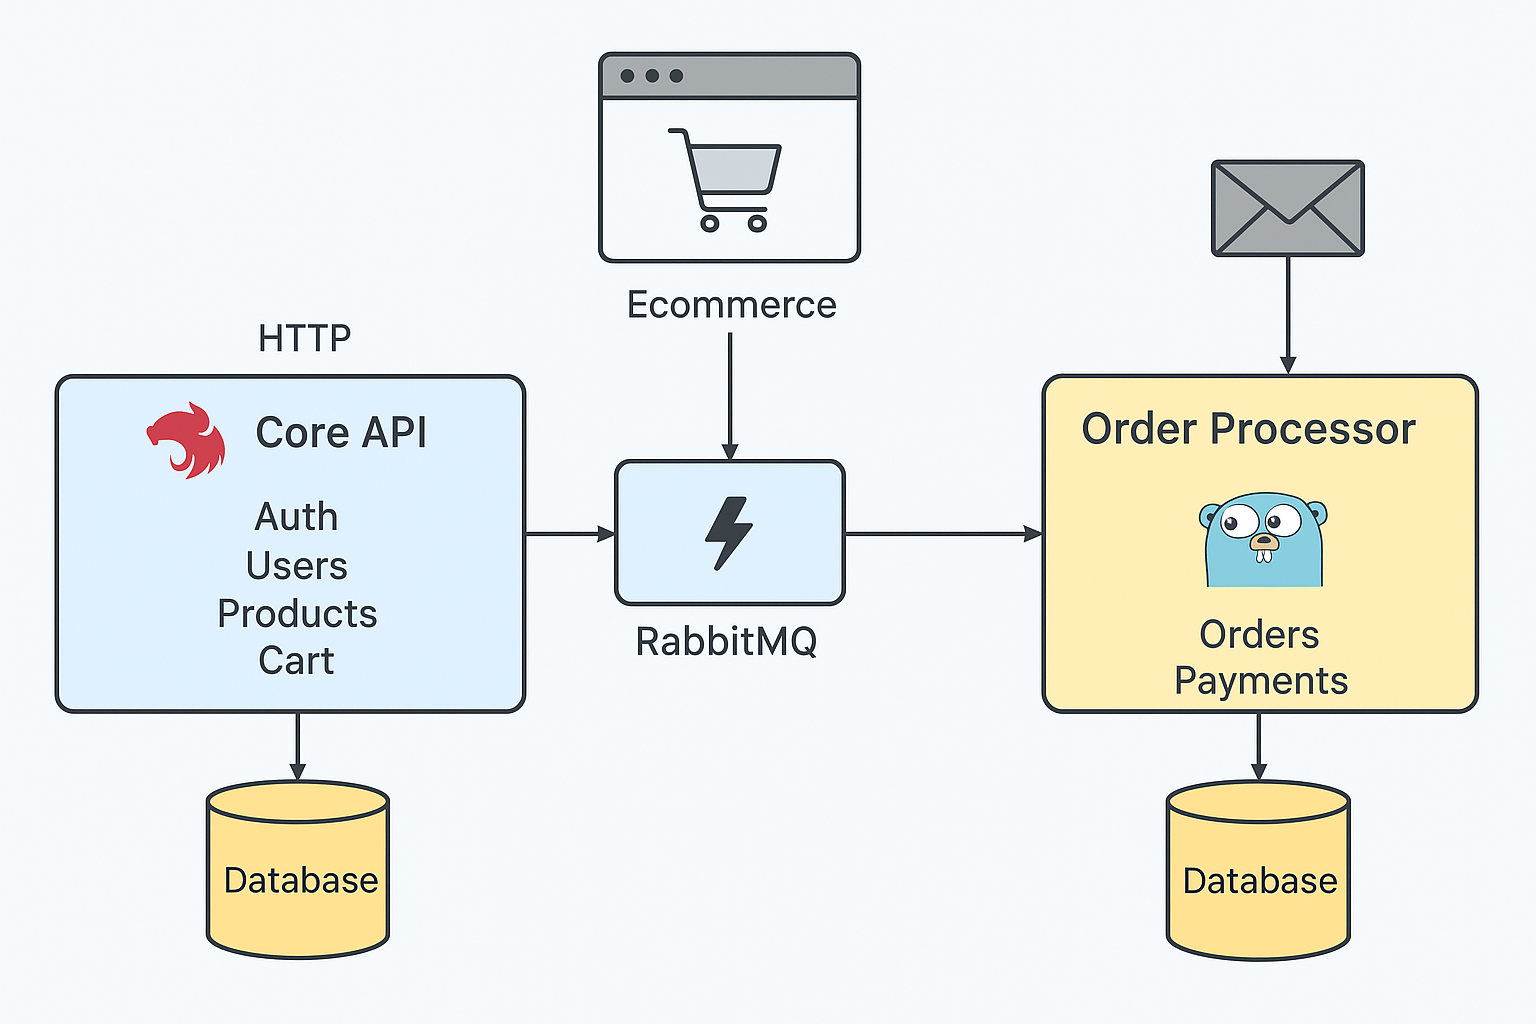 Ecommerce
HTTP
Core API
Auth
Users
Products
Cart
RabbitMQ
Order Processor
Orders
Payments
Database
Database